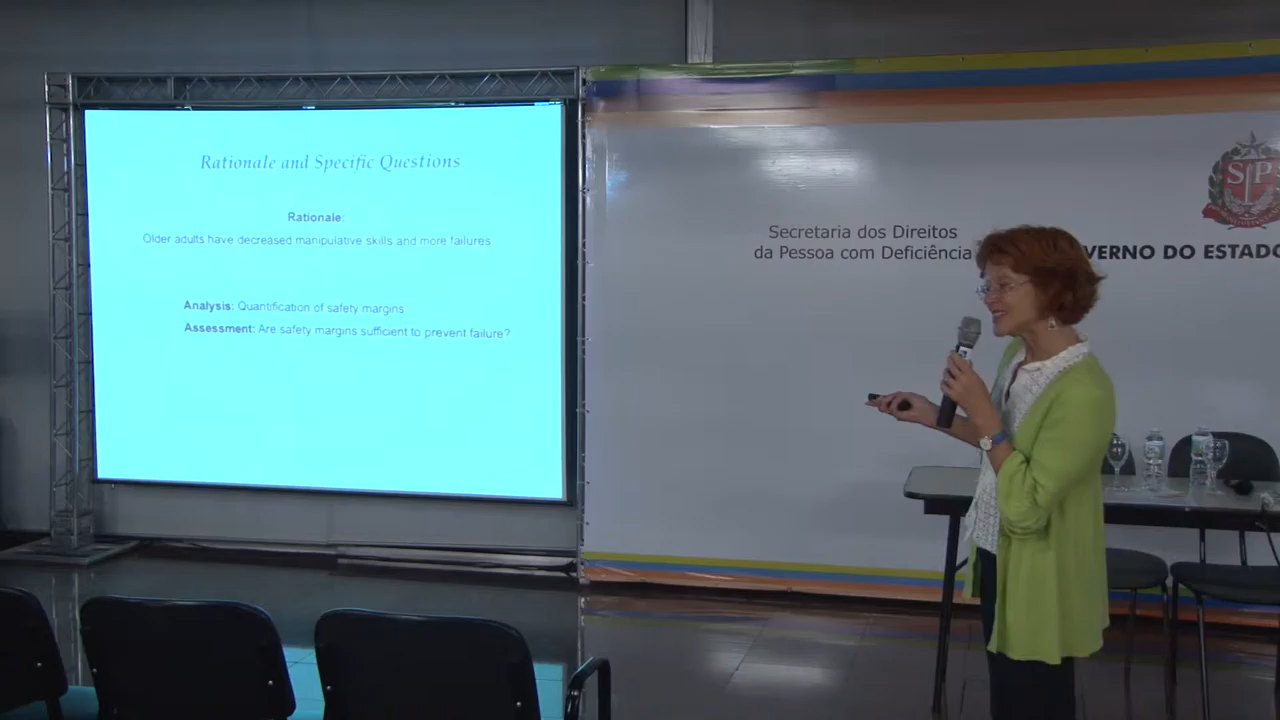 Rationale and Specific Questions
Rationale:
Older adults have decreased manipulative skills and more failures
Analysis: Quantification of safety margins
Assessment: Are safety margins sufficient to prevent failure?
Secretaria dos Direitos
da Pessoa com Deficiência
VERNO DO ESTADO
SP